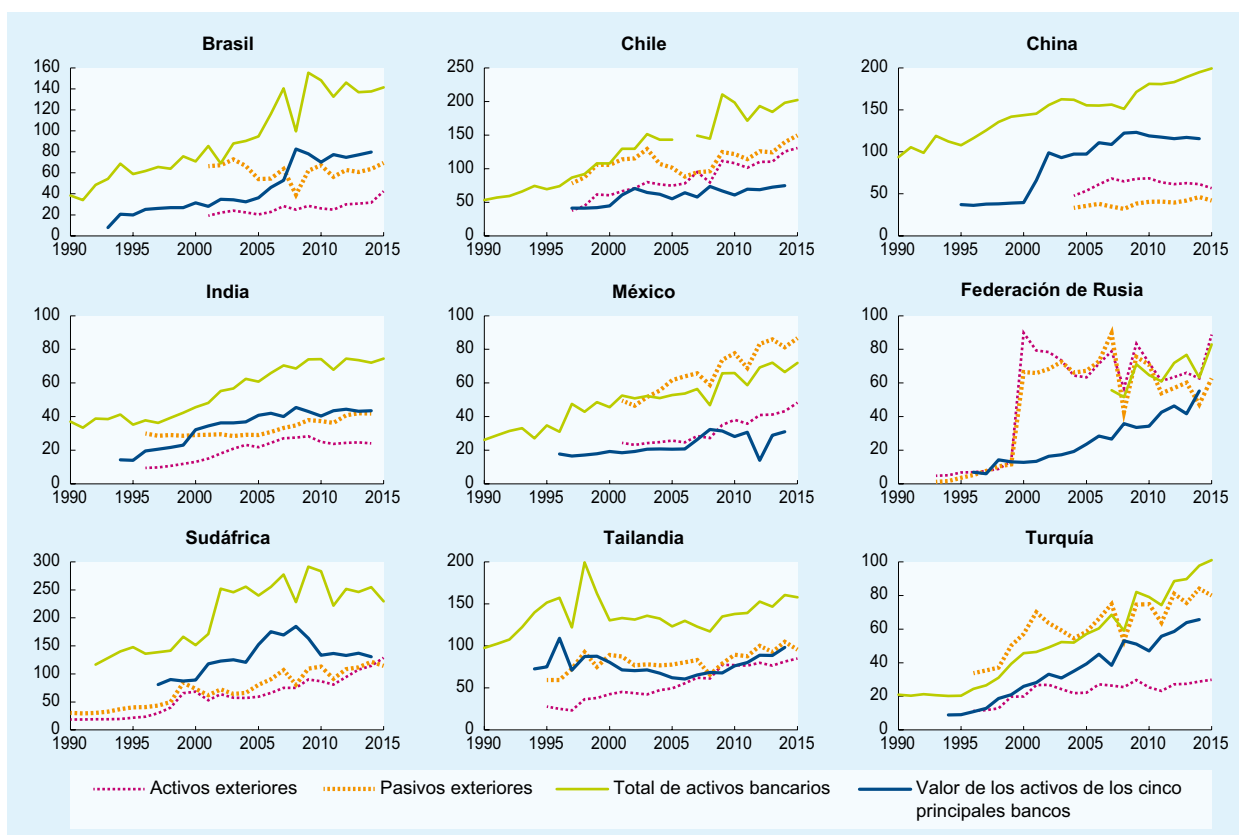 Brasil
160
140
120
100
80
60
40
20
0
1990 1995 2000 2005 2010 2015
Chile
250
200
150
100
50
0
1990 1995 2000 2005 2010 2015
China
200
150
100
50
0
1990 1995 2000 2005 2010 2015
India
100
80
60
40
20
0
1990 1995 2000 2005 2010 2015
México
100
80
60
40
20
0
1990 1995 2000 2005 2010 2015
Federación de Rusia
100
80
60
40
20
0
1990 1995 2000 2005 2010 2015
Sudáfrica
300
250
200
150
100
50
0
1990 1995 2000 2005 2010 2015
Tailandia
200
150
100
50
0
1990 1995 2000 2005 2010 2015
Turquía
100
80
60
40
20
0
1990 1995 2000 2005 2010 2015
Activos exteriores
Pasivos exteriores
Total de activos bancarios
Valor de los activos de los cinco
principales bancos